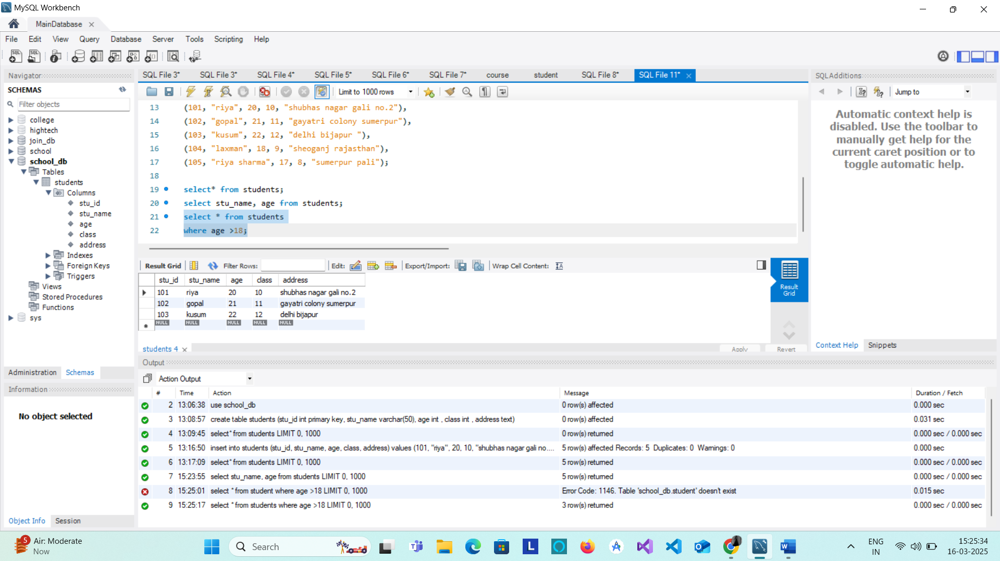 MySQL Workbench
MainDatabase
File Edit View Query Database Server Tools Scripting Help
Navigator
SCHEMAS
Filter objects
college
hightech
join_db
school
school_db
Tables
students
Columns
stu_id
stu_name
age
class
address
Indexes
Foreign Keys
Triggers
Views
Stored Procedures
Functions
sys
Administration Schemas
Information
No object selected
Object Info Session
SQL File 3* SQL File 3* SQL File 4* SQL File 5* SQL File 6* SQL File 7* course student SQL File 8* SQL File 11*
Limit to 1000 rows
13 (101, "riya", 20, 10, "shubhas nagar gali no.2"),
14 (102, "gopal", 21, 11, "gayatri colony sumerpur"),
15 (103, "kusum", 22, 12, "delhi bijapur "),
16 (104, "laxman", 18, 9, "sheoganj rajasthan"),
17 (105, "riya sharma", 17, 8, "sumerpur pali");
18
19 select* from students;
20 select stu_name, age from students;
21 select * from students
22 where age >18;
Result Grid Filter Rows: Edit: Export/Import: Wrap Cell Content:
stu_id stu_name age class address
101 riya 20 10 shubhas nagar gali no.2
102 gopal 21 11 gayatri colony sumerpur
103 kusum 22 12 delhi bijapur
NULL NULL NULL NULL NULL
Result
Grid
students 4
Apply Revert
SQLAdditions
Jump to
Automatic context help is
disabled. Use the toolbar to
manually get help for the
current caret position or to
toggle automatic help.
Context Help Snippets
Output
Action Output
# Time Action Message Duration / Fetch
2 13:06:38 use school_db 0 row(s) affected 0.000 sec
3 13:08:57 create table students (stu_id int primary key, stu_name varchar(50), age int , class int , address text) 0 row(s) affected 0.031 sec
4 13:09:45 select* from students LIMIT 0, 1000 0 row(s) returned 0.000 sec / 0.000 sec
5 13:16:50 insert into students (stu_id, stu_name, age, class, address) values (101, "riya", 20, 10, "shubhas nagar gali no.... 5 row(s) affected Records: 5 Duplicates: 0 Warnings: 0 0.000 sec
6 13:17:09 select* from students LIMIT 0, 1000 5 row(s) returned 0.000 sec / 0.000 sec
7 15:23:55 select stu_name, age from students LIMIT 0, 1000 5 row(s) returned 0.000 sec / 0.000 sec
8 15:25:01 select * from student where age >18 LIMIT 0, 1000 Error Code: 1146. Table 'school_db.student' doesn't exist 0.015 sec
9 15:25:17 select * from students where age >18 LIMIT 0, 1000 3 row(s) returned 0.000 sec / 0.000 sec
5
Air: Moderate
Now
Search
ENG
IN
15:25:34
16-03-2025